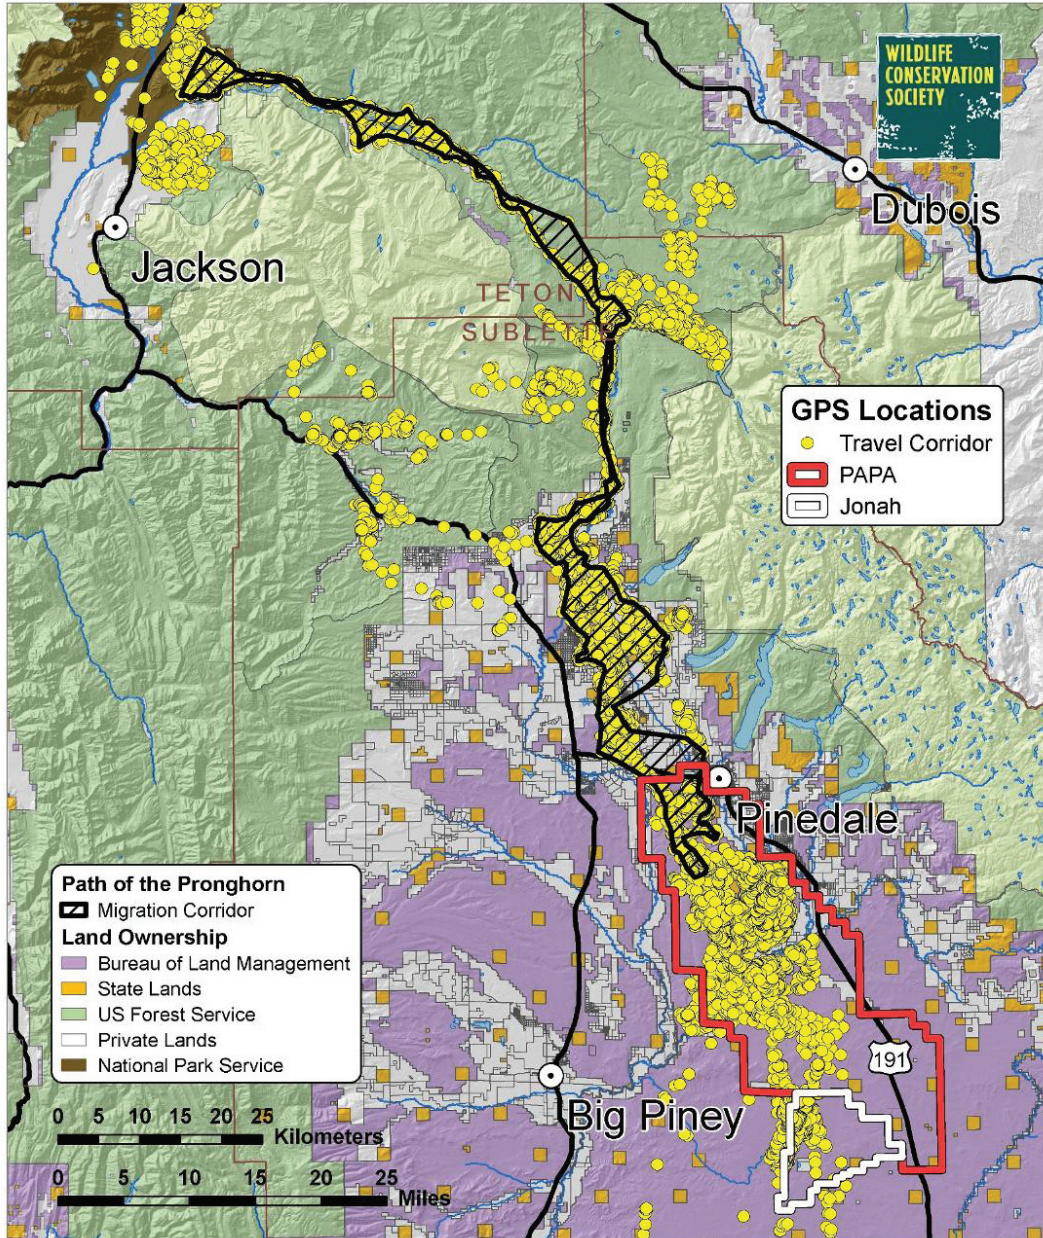 WILDLIFE
CONSERVATION
SOCIETY
Dubois
Jackson
TETON
SUBLETTE
GPS Locations
Travel Corridor
PAPA
Jonah
Pinedale
Path of the Pronghorn
Migration Corridor
Land Ownership
Bureau of Land Management
State Lands
US Forest Service
Private Lands
National Park Service
191
Big Piney
0 5 10 15 20 25
Kilometers
0 5 10 15 20 25
Miles